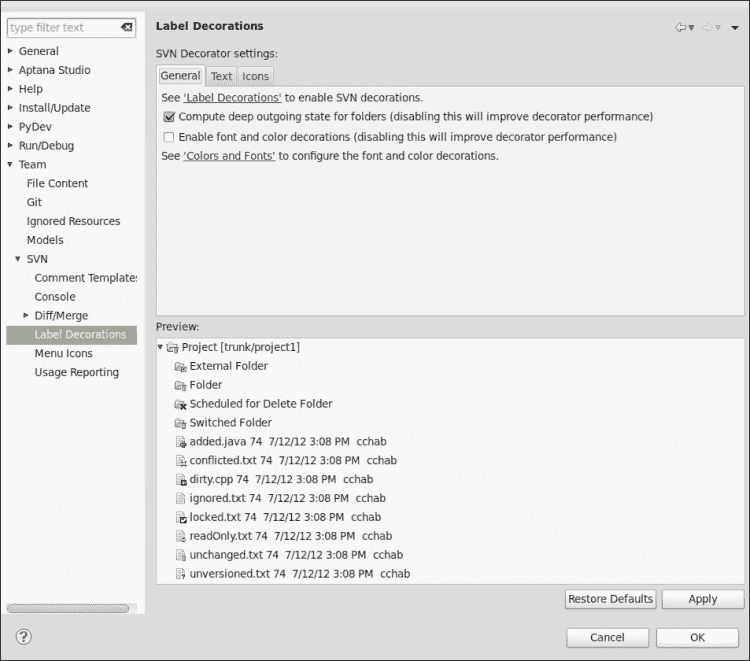 type filter text
General
Aptana Studio
Help
Install/Update
PyDev
Run/Debug
Team
File Content
Git
Ignored Resources
Models
SVN
Comment Templates
Console
Diff/Merge
Label Decorations
Menu Icons
Usage Reporting
Label Decorations
SVN Decorator settings:
General Text Icons
See 'Label Decorations' to enable SVN decorations.
Compute deep outgoing state for folders (disabling this will improve decorator performance)
Enable font and color decorations (disabling this will improve decorator performance)
See 'Colors and Fonts' to configure the font and color decorations.
Preview:
Project [trunk/project1]
External Folder
Folder
Scheduled for Delete Folder
Switched Folder
added.java 74 7/12/12 3:08 PM cchab
conflicted.txt 74 7/12/12 3:08 PM cchab
dirty.cpp 74 7/12/12 3:08 PM cchab
ignored.txt 74 7/12/12 3:08 PM cchab
locked.txt 74 7/12/12 3:08 PM cchab
readOnly.txt 74 7/12/12 3:08 PM cchab
unchanged.txt 74 7/12/12 3:08 PM cchab
unversioned.txt 74 7/12/12 3:08 PM cchab
Restore Defaults Apply
? Cancel OK